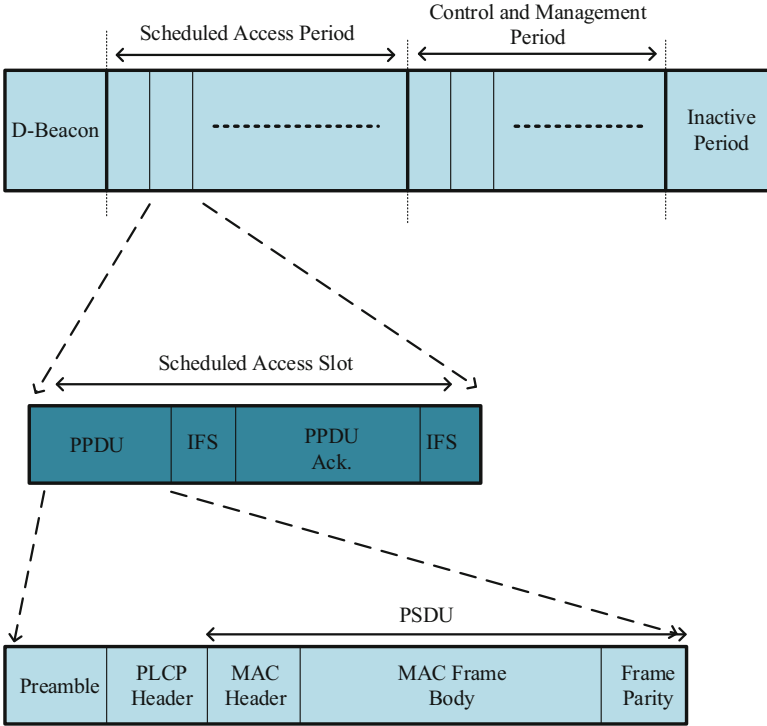 Scheduled Access Period
Control and Management
Period
D-Beacon
Inactive
Period
Scheduled Access Slot
PPDU
IFS
PPDU
Ack.
IFS
PSDU
Preamble
PLCP
Header
MAC
Header
MAC Frame
Body
Frame
Parity